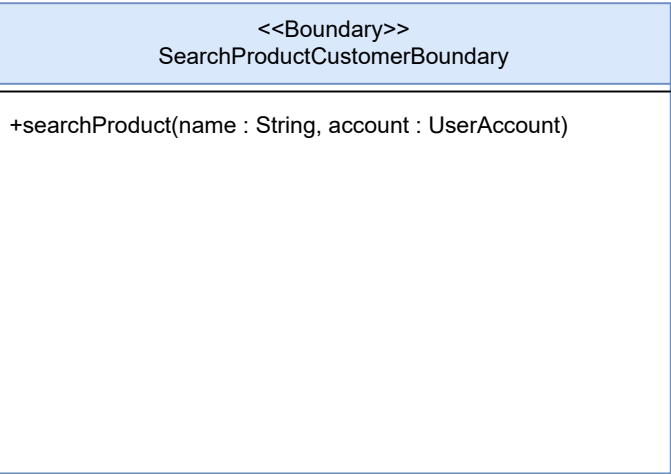 <<Boundary>>
SearchProductCustomerBoundary
+searchProduct(name : String, account : UserAccount)